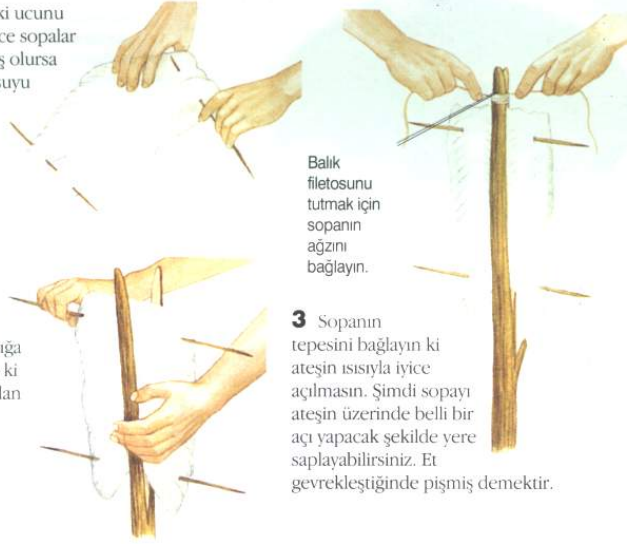 ki ucunu
ce sopalar
ş olursa
suyu
ığa
ki
lan
Balık
filetosunu
tutmak için
sopanın
ağzını
bağlayın.
3 Sopanın
tepesini bağlayın ki
ateşin ısısıyla iyice
açılmasın. Şimdi sopayı
ateşin üzerinde belli bir
açı yapacak şekilde yere
saplayabilirsiniz. Et
gevrekleştiğinde pişmiş demektir.